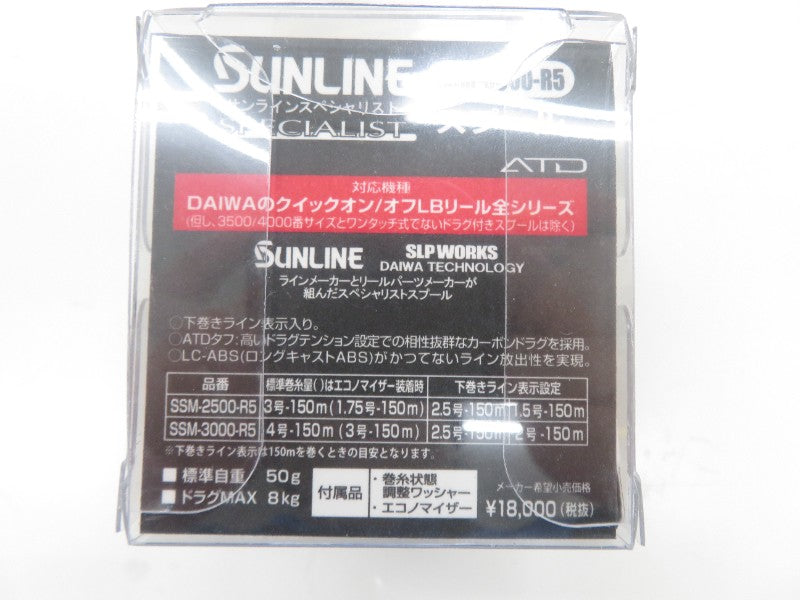 SUNLINE
00-R5
サンラインスペシャリスト
SPECIALIST
ATD
対応機種
DAIWAのクイックオン/オフLBリール全シリーズ
(但し、3500/4000番サイズとワンタッチ式でないドラグ付きスプールは除く)
SUNLINE SLPWORKS
DAIWA TECHNOLOGY
ラインメーカーとリールパーツメーカーが
組んだスペシャリストスプール
○下巻きライン表示入り。
○ATDタフ:高いドラグテンション設定での相性抜群なカーボンドラグを採用。
○LC-ABS(ロングキャストABS)がかつてないライン放出性を実現。
品番 標準巻糸量( )はエコノマイザー装着時 下巻きライン表示設定
SSM-2500-R5 3号-150m(1.75号-150m) 2.5号-150m 1.5号-150m
SSM-3000-R5 4号-150m(3号-150m) 2.5号-150m 2号-150m
※下巻きライン表示は150mを巻くときの目安となります。
■標準自重 50g
■ドラグMAX 8kg
付属品
・巻糸状態
調整ワッシャー
・エコノマイザー
メーカー希望小売価格
¥18,000(税抜)